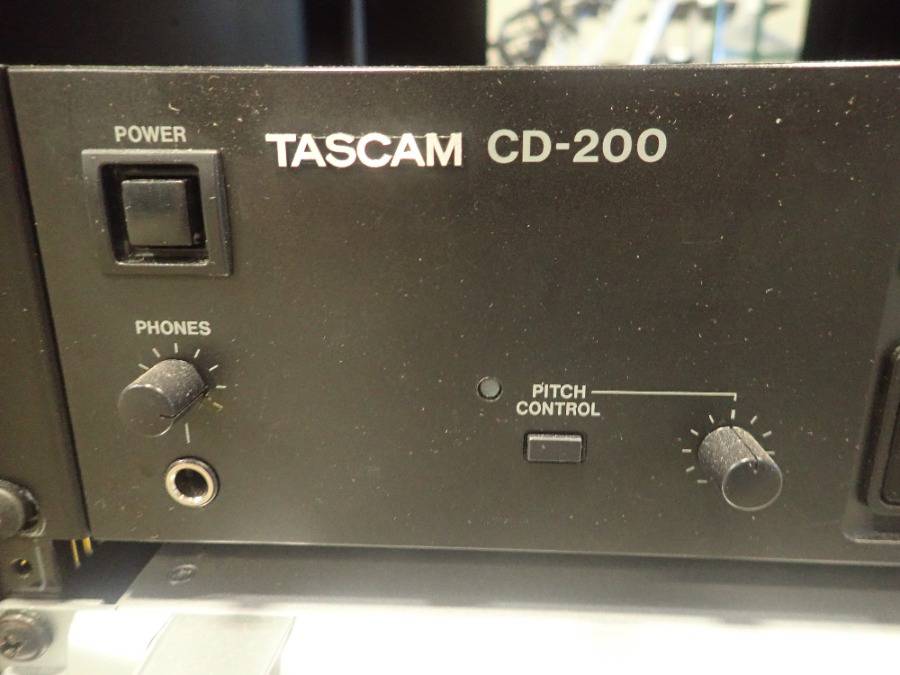 POWER
TASCAM CD-200
PHONES
PITCH
CONTROL